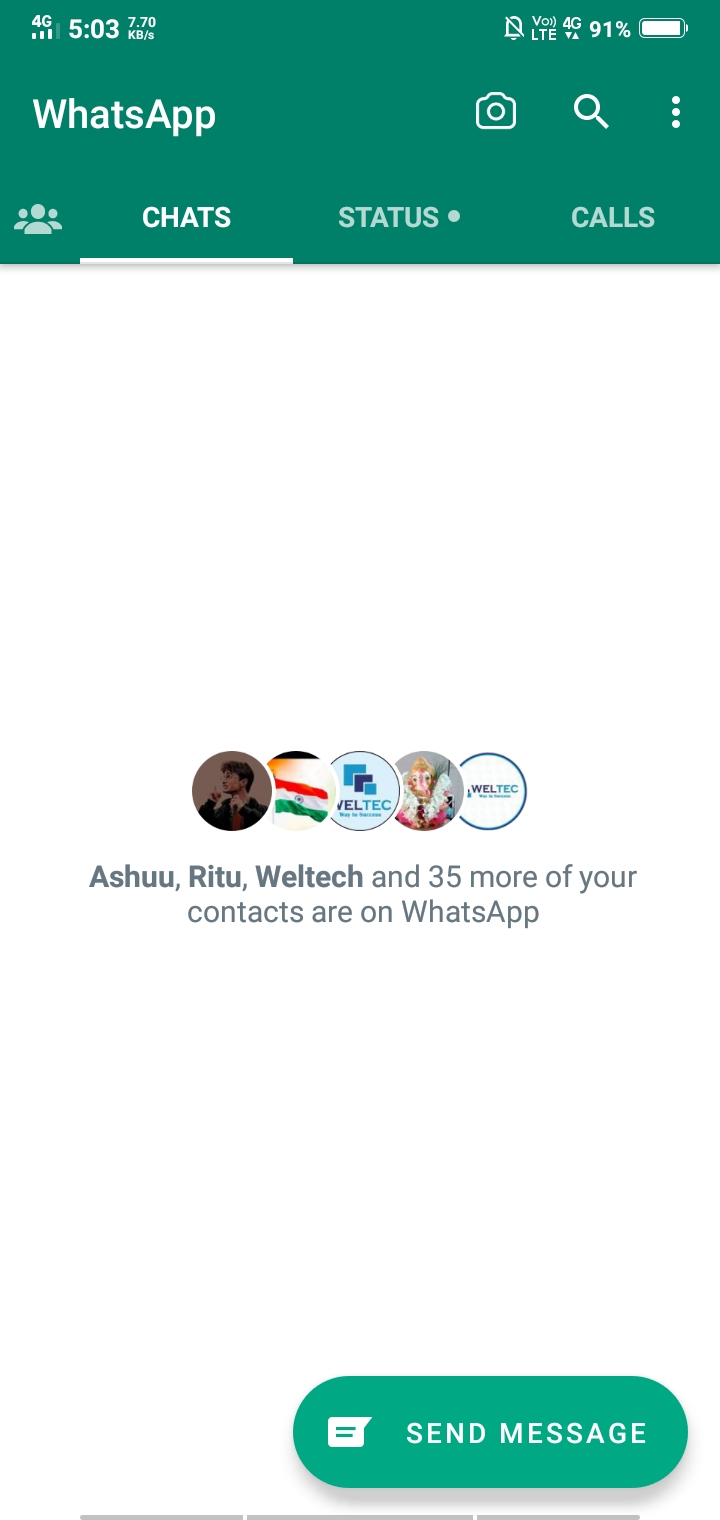 4G 5:03 7.70 KB/s Vo)) LTE 4G 91%
WhatsApp
CHATS STATUS CALLS
VELTEC WELTEC
Way to Success Way to Success
Ashuu, Ritu, Weltech and 35 more of your
contacts are on WhatsApp
SEND MESSAGE